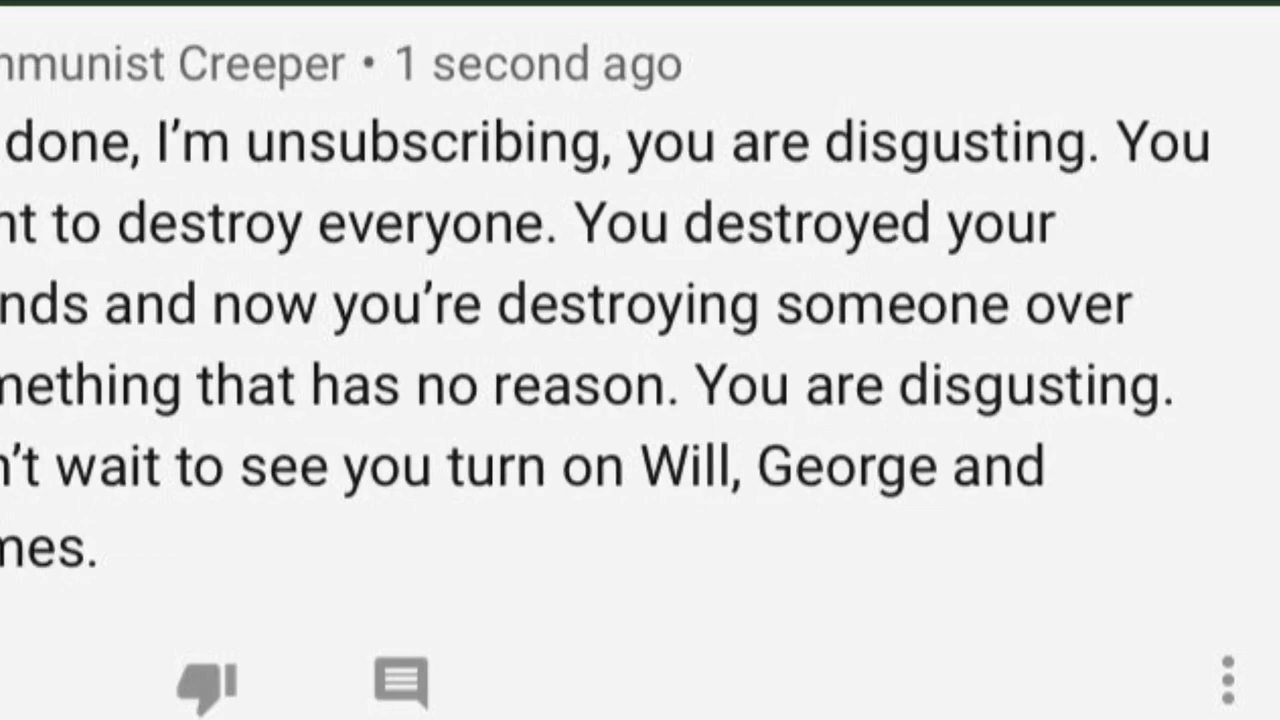 nmunist Creeper • 1 second ago
done, I'm unsubscribing, you are disgusting. You
nt to destroy everyone. You destroyed your
nds and now you're destroying someone over
mething that has no reason. You are disgusting.
n't wait to see you turn on Will, George and
mes.